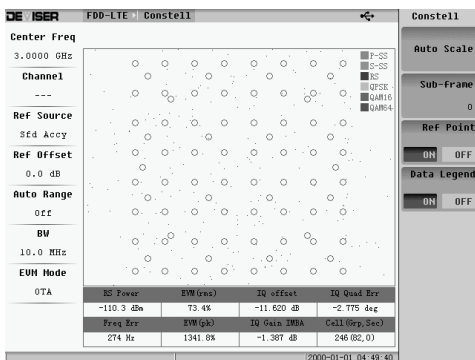 DEVISER FDD-LTE Constell
Constell
Center Freq
3.0000 GHz
Channel
---
Ref Source
Sfd Accy
Ref Offset
0.0 dB
Auto Range
Off
BW
10.0 MHz
EVM Mode
OTA
P-SS
S-SS
RS
QPSK
QAM16
QAM64
RS Power EVM(rms) IQ offset IQ Quad Err
-110.3 dBm 73.4% -11.620 dB -2.775 deg
Freq Err EVM(pk) IQ Gain IMBA Cell(Grp,Sec)
274 Hz 1341.8% -1.387 dB 246(82,0)
2000-01-01 04:49:40
Auto Scale
Sub-frame
0
Ref Point
ON OFF
Data Legend
ON OFF